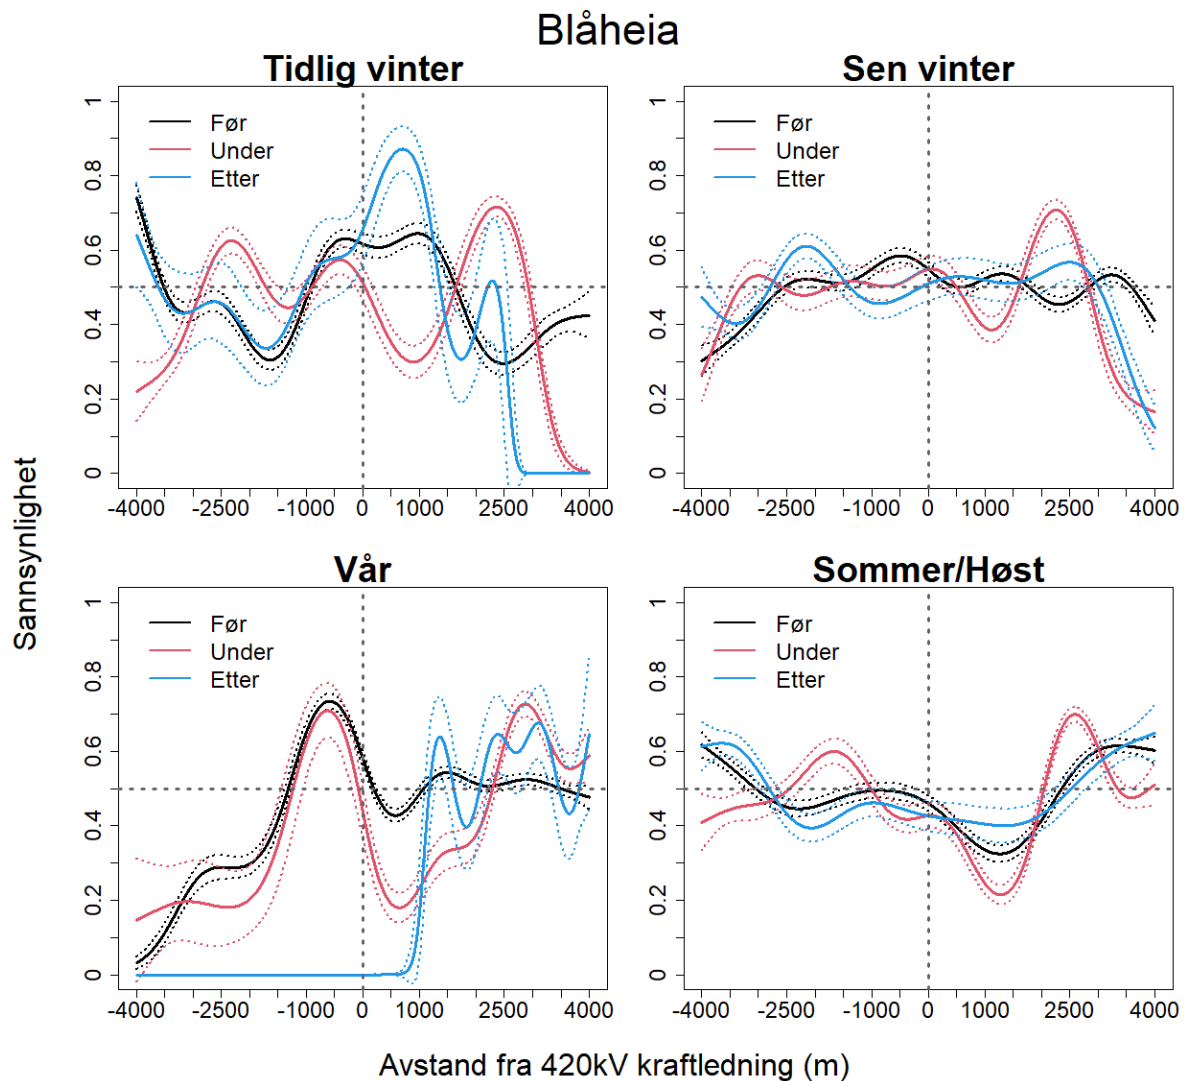 Blåheia
Tidlig vinter
Før
Under
Etter
0 0.2 0.4 0.6 0.8 1
-4000 -2500 -1000 0 1000 2500 4000
Sen vinter
Før
Under
Etter
0 0.2 0.4 0.6 0.8 1
-4000 -2500 -1000 0 1000 2500 4000
Vår
Før
Under
Etter
0 0.2 0.4 0.6 0.8 1
-4000 -2500 -1000 0 1000 2500 4000
Sommer/Høst
Før
Under
Etter
0 0.2 0.4 0.6 0.8 1
-4000 -2500 -1000 0 1000 2500 4000
Sannsynlighet
Avstand fra 420kV kraftledning (m)